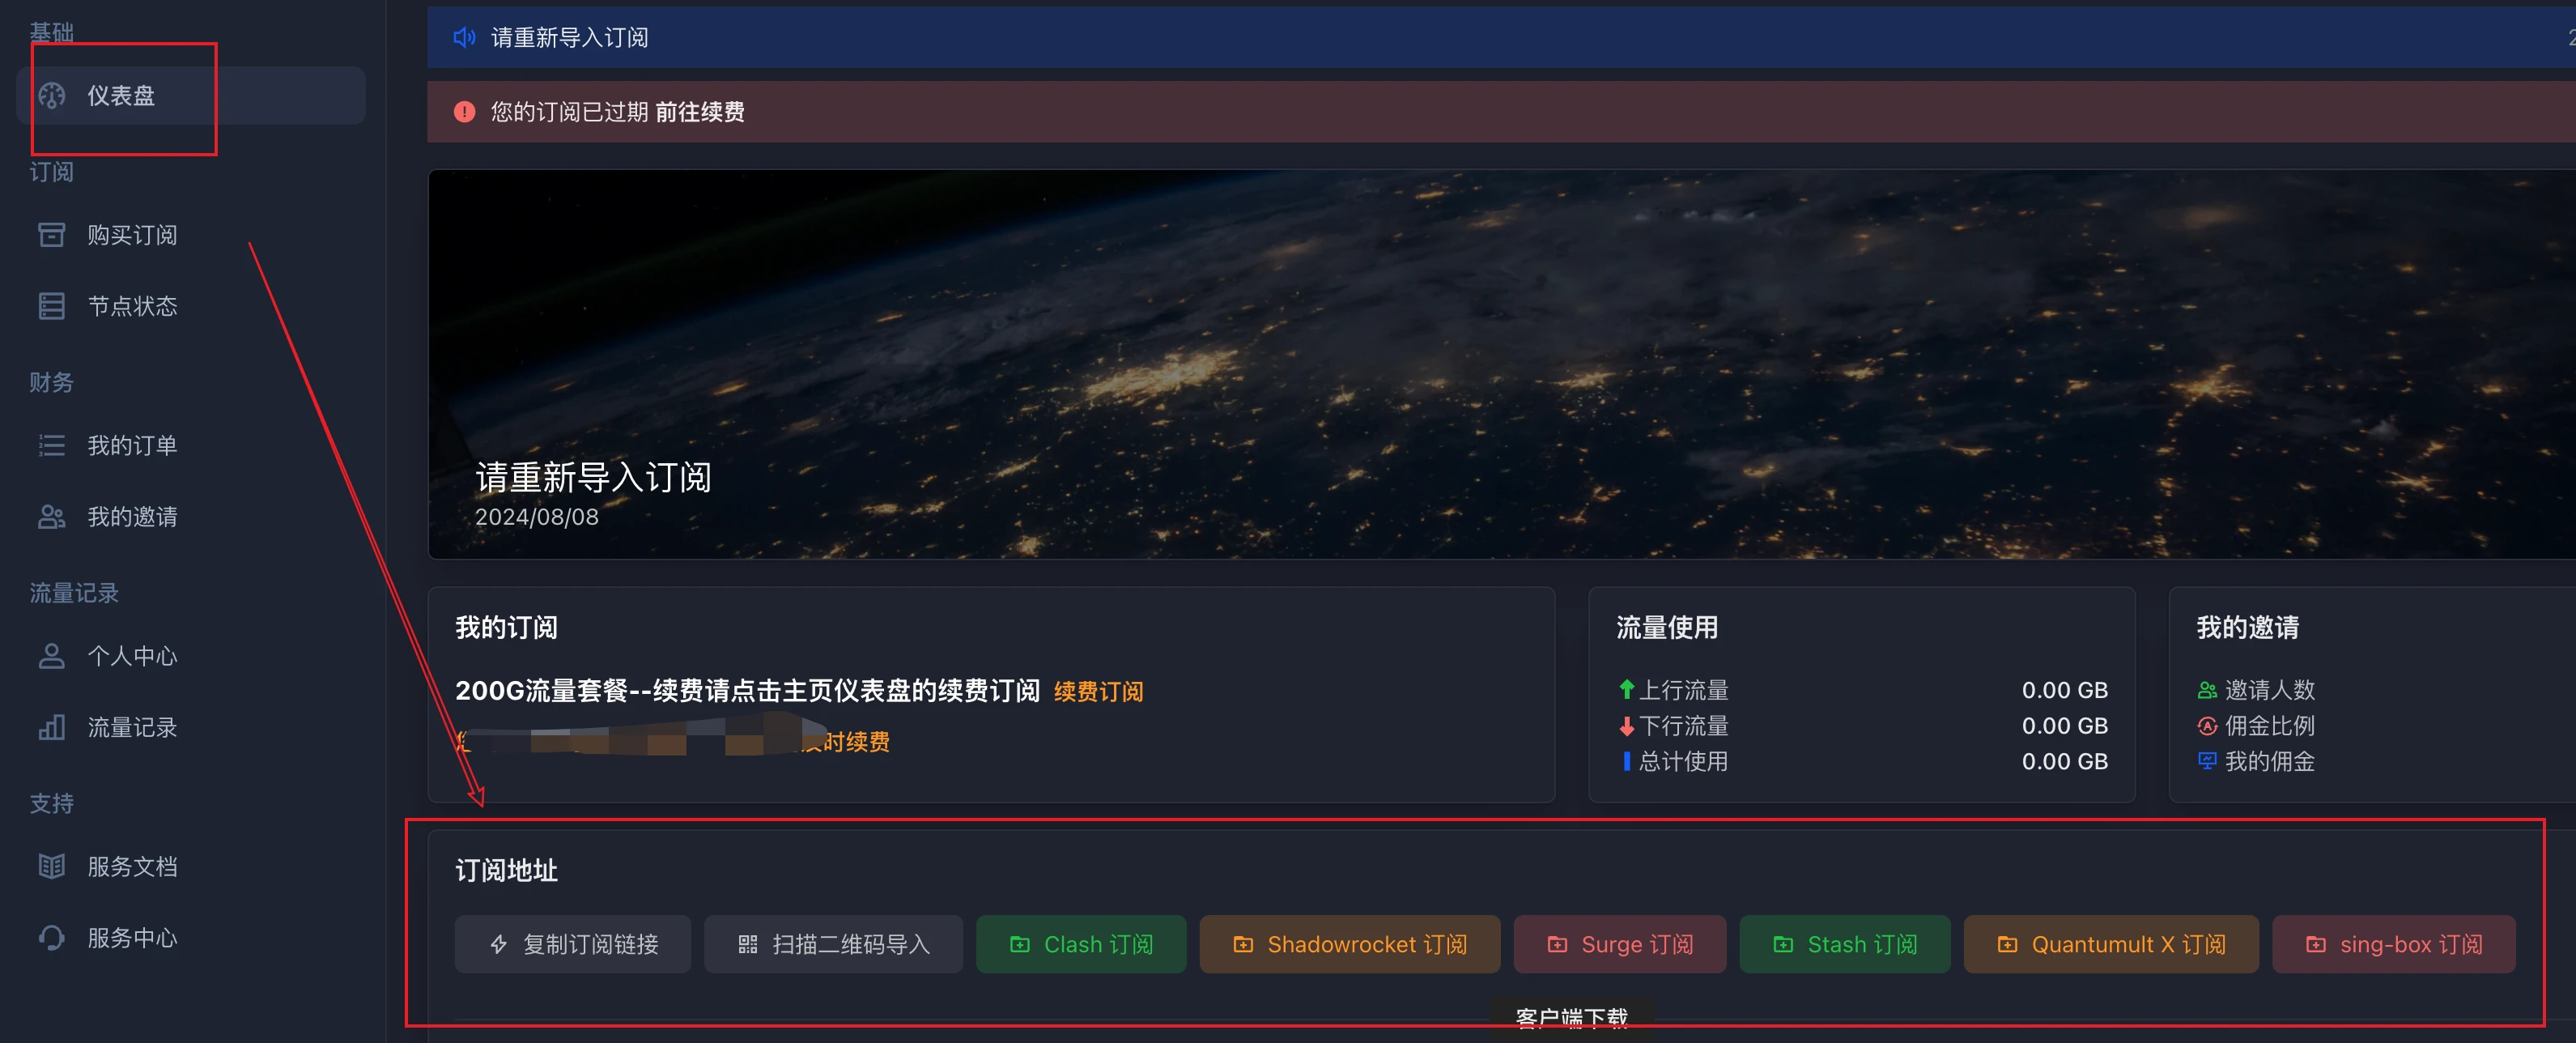 基础
仪表盘
订阅
购买订阅
节点状态
财务
我的订单
我的邀请
流量记录
个人中心
流量记录
支持
服务文档
服务中心
请重新导入订阅
您的订阅已过期 前往续费
请重新导入订阅
2024/08/08
我的订阅
200G流量套餐--续费请点击主页仪表盘的续费订阅 续费订阅
时续费
流量使用
上行流量 0.00 GB
下行流量 0.00 GB
总计使用 0.00 GB
我的邀请
邀请人数
佣金比例
我的佣金
订阅地址
复制订阅链接 扫描二维码导入 Clash 订阅 Shadowrocket 订阅 Surge 订阅 Stash 订阅 Quantumult X 订阅 sing-box 订阅
客户端下载